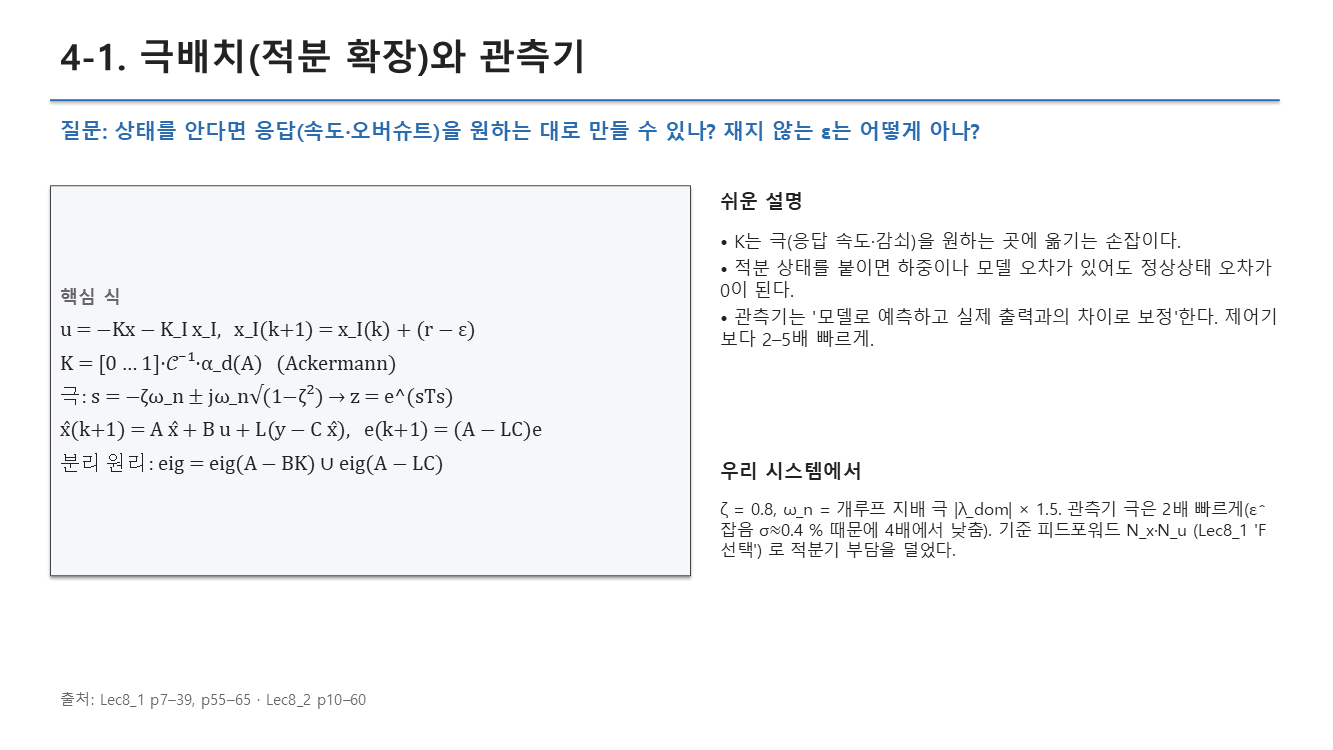 4-1. 극배치(적분 확장)와 관측기
질문: 상태를 안다면 응답(속도·오버슈트)을 원하는 대로 만들 수 있나? 재지 않는 ε는 어떻게 아나?
핵심 식
u = −Kx − K_I x_I,  x_I(k+1) = x_I(k) + (r − ε)
K = [0 … 1]·𝒞⁻¹·α_d(A)  (Ackermann)
극: s = −ζω_n ± jω_n√(1−ζ²) → z = e^(sTs)
x̂(k+1) = A x̂ + B u + L(y − C x̂),  e(k+1) = (A − LC)e
분리 원리: eig = eig(A − BK) ∪ eig(A − LC)
쉬운 설명
• K는 극(응답 속도·감쇠)을 원하는 곳에 옮기는 손잡이다.
• 적분 상태를 붙이면 하중이나 모델 오차가 있어도 정상상태 오차가
0이 된다.
• 관측기는 '모델로 예측하고 실제 출력과의 차이로 보정'한다. 제어기
보다 2–5배 빠르게.
우리 시스템에서
ζ = 0.8, ω_n = 개루프 지배 극 |λ_dom| × 1.5. 관측기 극은 2배 빠르게(ε̂
잡음 σ≈0.4 % 때문에 4배에서 낮춤). 기준 피드포워드 N_x·N_u (Lec8_1 'F
선택') 로 적분기 부담을 덜었다.
출처: Lec8_1 p7–39, p55–65 · Lec8_2 p10–60